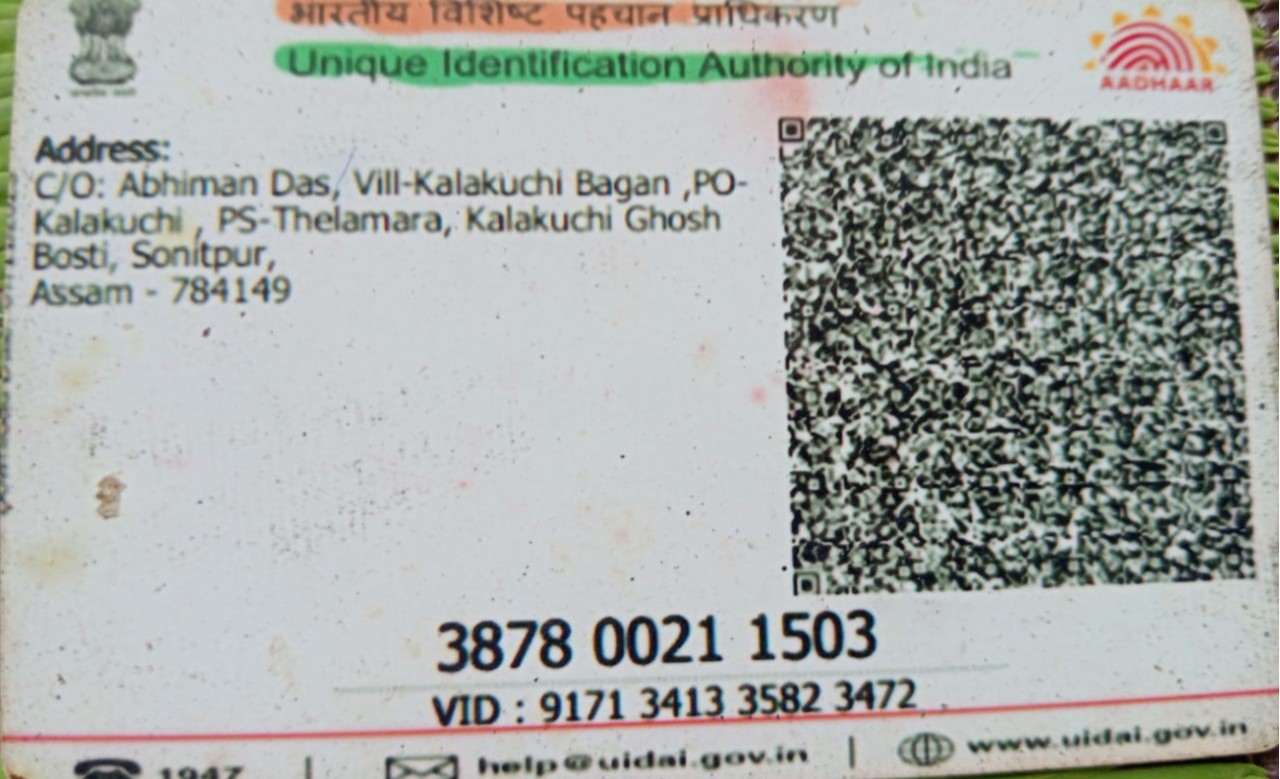 भारतीय विशिष्ट पहचान प्राधिकरण
Unique Identification Authority of India
AADHAAR
Address:
C/O: Abhiman Das, Vill-Kalakuchi Bagan ,PO-
Kalakuchi , PS-Thelamara, Kalakuchi Ghosh
Bosti, Sonitpur,
Assam - 784149
3878 0021 1503
VID : 9171 3413 3582 3472
1947 | help@uidai.gov.in | www.uidai.gov.in